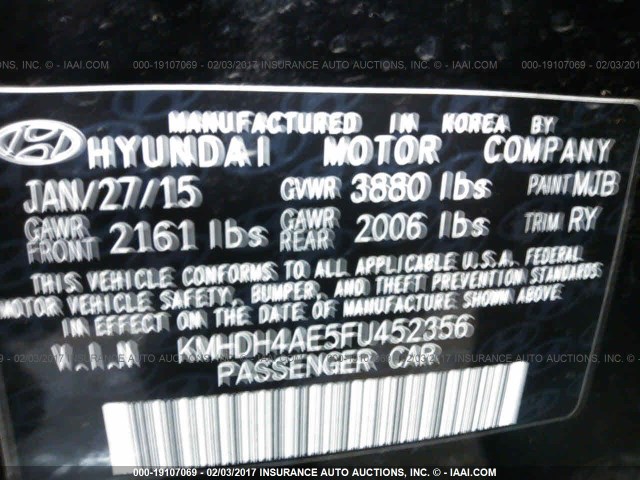 000-19107069 - 02/03/2017 INSURANCE AUTO AUCTIONS, INC. - © IAAI.COM
MANUFACTURED IN KOREA BY
HYUNDAI MOTOR COMPANY
JAN/27/15 GVWR 3880 lbs PAINT MJB
GAWR FRONT 2161 lbs GAWR REAR 2006 lbs TRIM RY
THIS VEHICLE CONFORMS TO ALL APPLICABLE U.S.A. FEDERAL
MOTOR VEHICLE SAFETY, BUMPER, AND THEFT PREVENTION STANDARDS
IN EFFECT ON THE DATE OF MANUFACTURE SHOWN ABOVE
V.I.N KMHDH4AE5FU452356
PASSENGER CAR
000-19107069 - 02/03/2017 INSURANCE AUTO AUCTIONS, INC. - © IAAI.COM